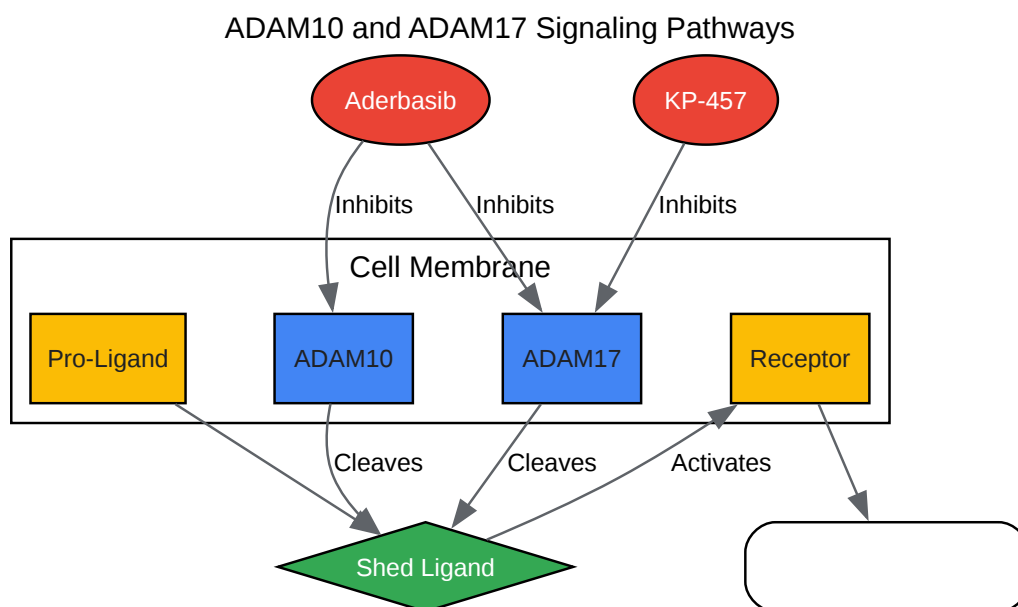 ADAM10 and ADAM17 Signaling Pathways
Aderbasib
KP-457
Inhibits
Inhibits
Inhibits
Cell Membrane
Pro-Ligand
ADAM10
ADAM17
Receptor
Cleaves
Cleaves
Activates
Shed Ligand